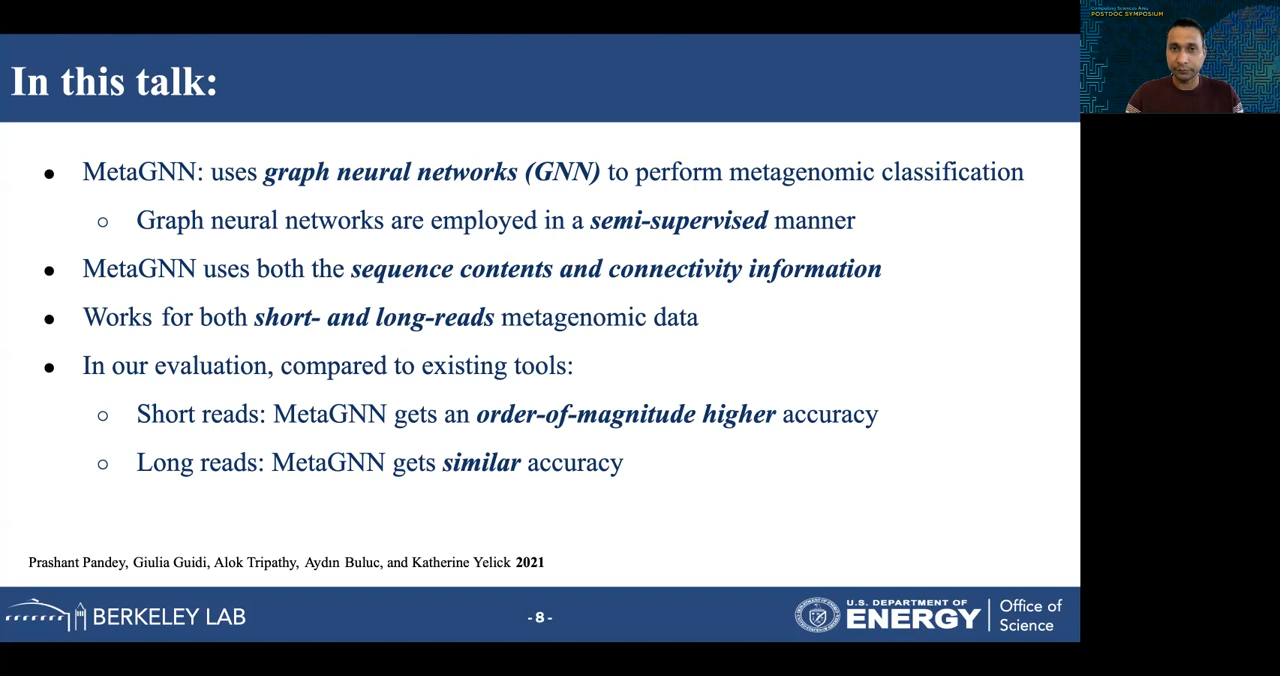 Computing Sciences Area
POSTDOC SYMPOSIUM
In this talk:
● MetaGNN: uses graph neural networks (GNN) to perform metagenomic classification
○ Graph neural networks are employed in a semi-supervised manner
● MetaGNN uses both the sequence contents and connectivity information
● Works for both short- and long-reads metagenomic data
● In our evaluation, compared to existing tools:
○ Short reads: MetaGNN gets an order-of-magnitude higher accuracy
○ Long reads: MetaGNN gets similar accuracy
Prashant Pandey, Giulia Guidi, Alok Tripathy, Aydın Buluc, and Katherine Yelick 2021
BERKELEY LAB
- 8 -
U.S. DEPARTMENT OF
ENERGY
Office of
Science